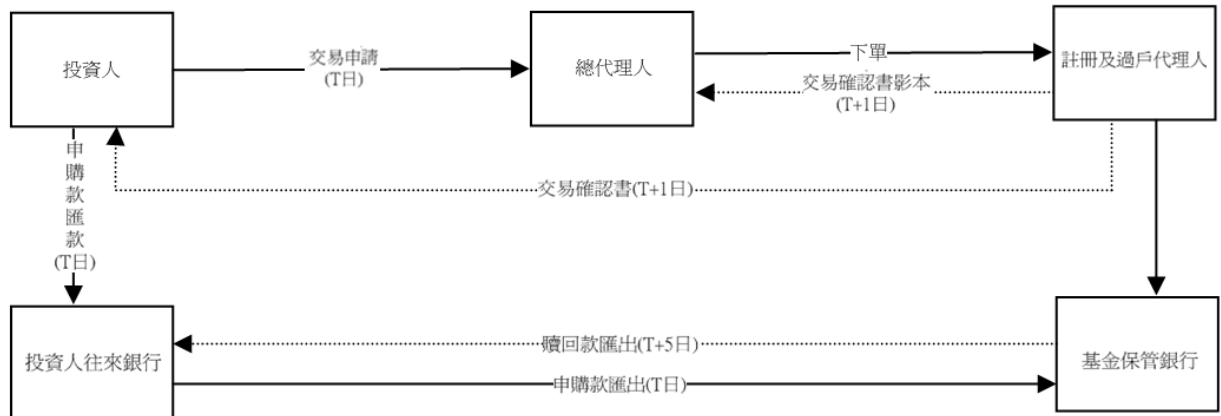 投資人
交易申請
(T日)
總代理人
下單
交易確認書影本
(T+1日)
註冊及過戶代理人
申購款匯款
(T日)
交易確認書(T+1日)
投資人往來銀行
贖回款匯出(T+5日)
申購款匯出(T日)
基金保管銀行